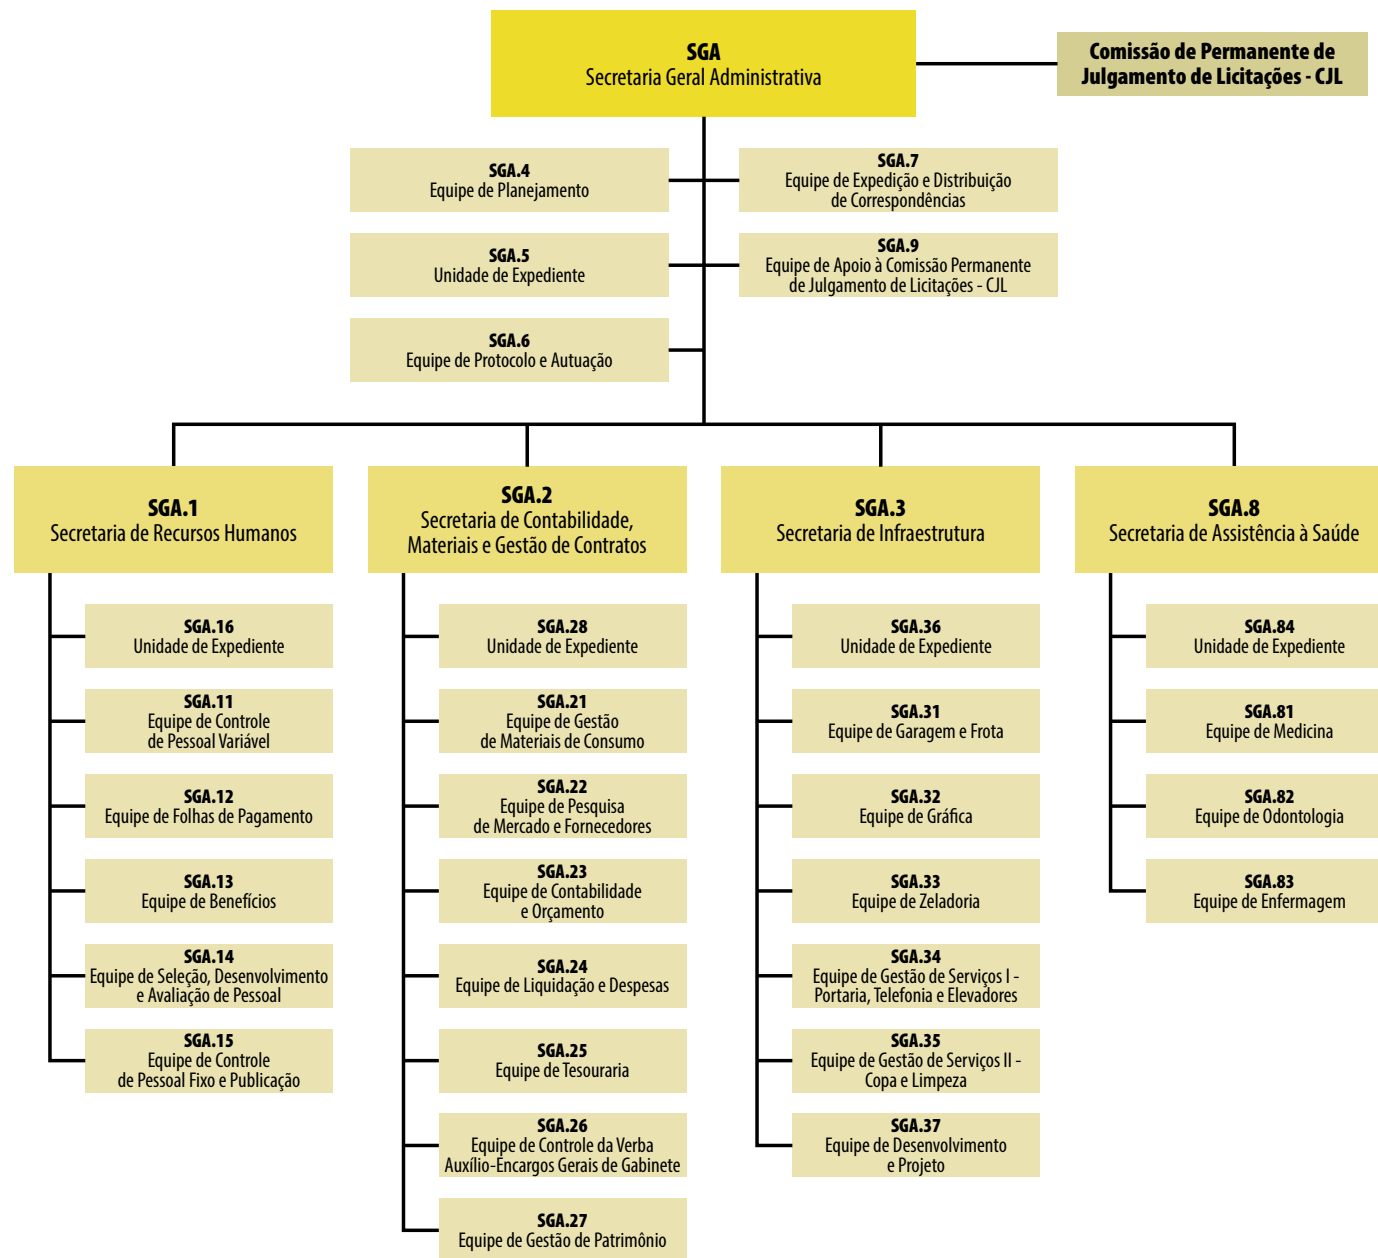 SGA
Secretaria Geral Administrativa
Comissão de Permanente de
Julgamento de Licitações - CJL
SGA.4
Equipe de Planejamento
SGA.7
Equipe de Expedição e Distribuição
de Correspondências
SGA.5
Unidade de Expediente
SGA.9
Equipe de Apoio à Comissão Permanente
de Julgamento de Licitações - CJL
SGA.6
Equipe de Protocolo e Autuação
SGA.1
Secretaria de Recursos Humanos
SGA.16
Unidade de Expediente
SGA.11
Equipe de Controle
de Pessoal Variável
SGA.12
Equipe de Folhas de Pagamento
SGA.13
Equipe de Benefícios
SGA.14
Equipe de Seleção, Desenvolvimento
e Avaliação de Pessoal
SGA.15
Equipe de Controle
de Pessoal Fixo e Publicação
SGA.2
Secretaria de Contabilidade,
Materiais e Gestão de Contratos
SGA.28
Unidade de Expediente
SGA.21
Equipe de Gestão
de Materiais de Consumo
SGA.22
Equipe de Pesquisa
de Mercado e Fornecedores
SGA.23
Equipe de Contabilidade
e Orçamento
SGA.24
Equipe de Liquidação e Despesas
SGA.25
Equipe de Tesouraria
SGA.26
Equipe de Controle da Verba
Auxílio-Encargos Gerais de Gabinete
SGA.27
Equipe de Gestão de Patrimônio
SGA.3
Secretaria de Infraestrutura
SGA.36
Unidade de Expediente
SGA.31
Equipe de Garagem e Frota
SGA.32
Equipe de Gráfica
SGA.33
Equipe de Zeladoria
SGA.34
Equipe de Gestão de Serviços I -
Portaria, Telefonia e Elevadores
SGA.35
Equipe de Gestão de Serviços II -
Copa e Limpeza
SGA.37
Equipe de Desenvolvimento
e Projeto
SGA.8
Secretaria de Assistência à Saúde
SGA.84
Unidade de Expediente
SGA.81
Equipe de Medicina
SGA.82
Equipe de Odontologia
SGA.83
Equipe de Enfermagem